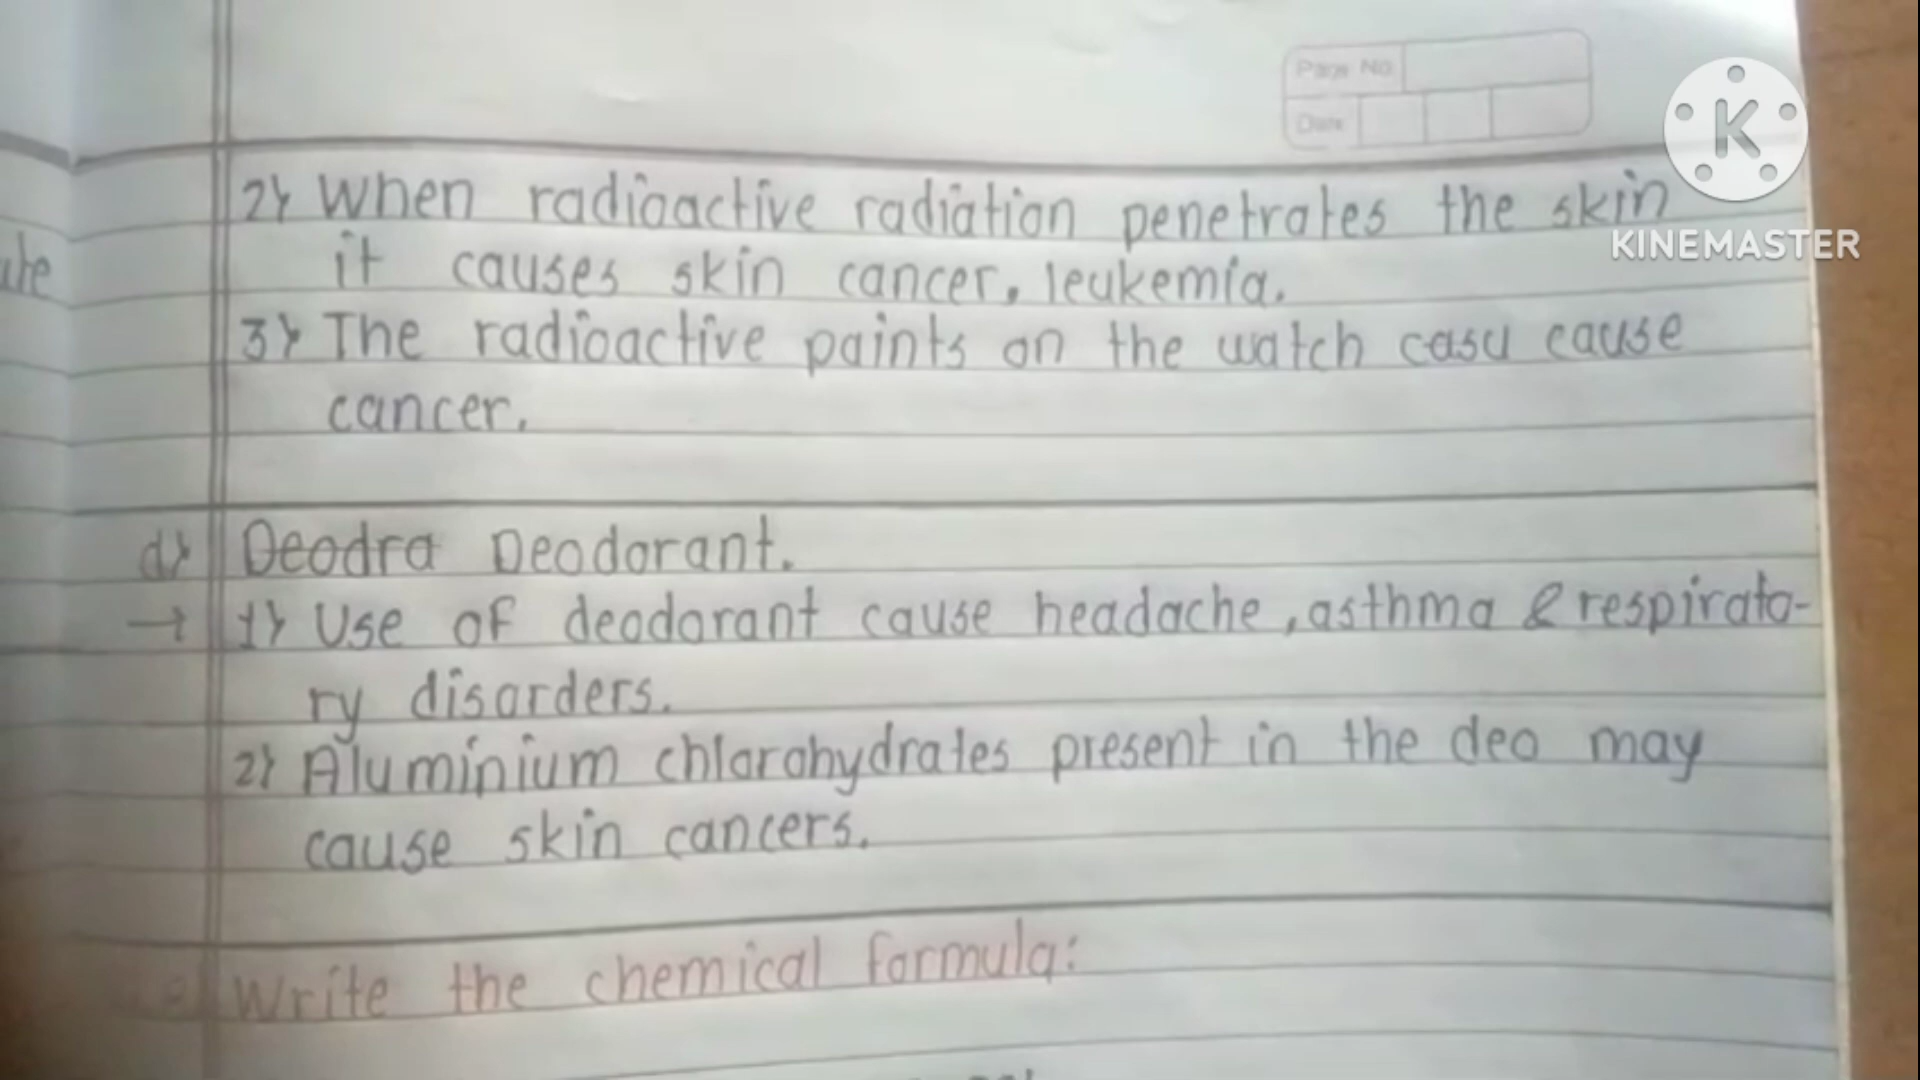 Page No
Date
K
KINEMASTER
2) When radioactive radiation penetrates the skin
it causes skin cancer, leukemia.
3) The radioactive paints on the watch casu cause
cancer.
d) Deodra Deodorant.
→ 1) Use of deodorant cause headache, asthma & respirato-
ry disorders.
2) Aluminium chlorohydrates present in the deo may
cause skin cancers.
e) Write the chemical formula: